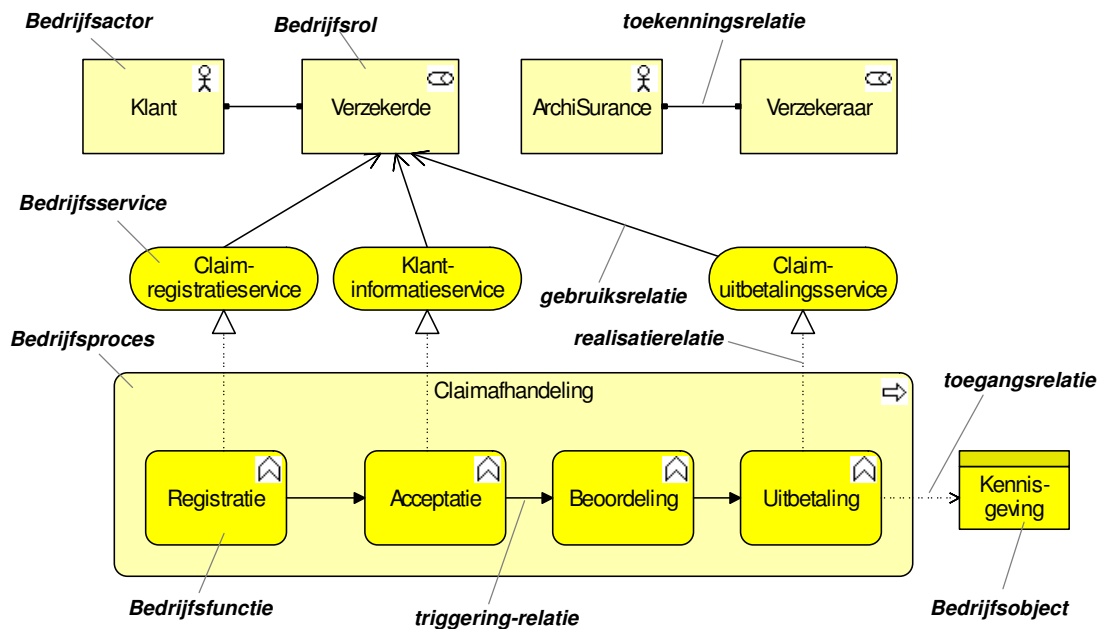 Bedrijfsactor
Bedrijfsrol
toekenningsrelatie
Klant
Verzekerde
ArchiSurance
Verzekeraar
Bedrijfsservice
Claim-
registratieservice
Klant-
informatieservice
Claim-
uitbetalingsservice
gebruiksrelatie
realisatierelatie
Bedrijfsproces
toegangsrelatie
Claimafhandeling
Registratie
Acceptatie
Beoordeling
Uitbetaling
Kennis-
geving
Bedrijfsfunctie
triggering-relatie
Bedrijfsobject